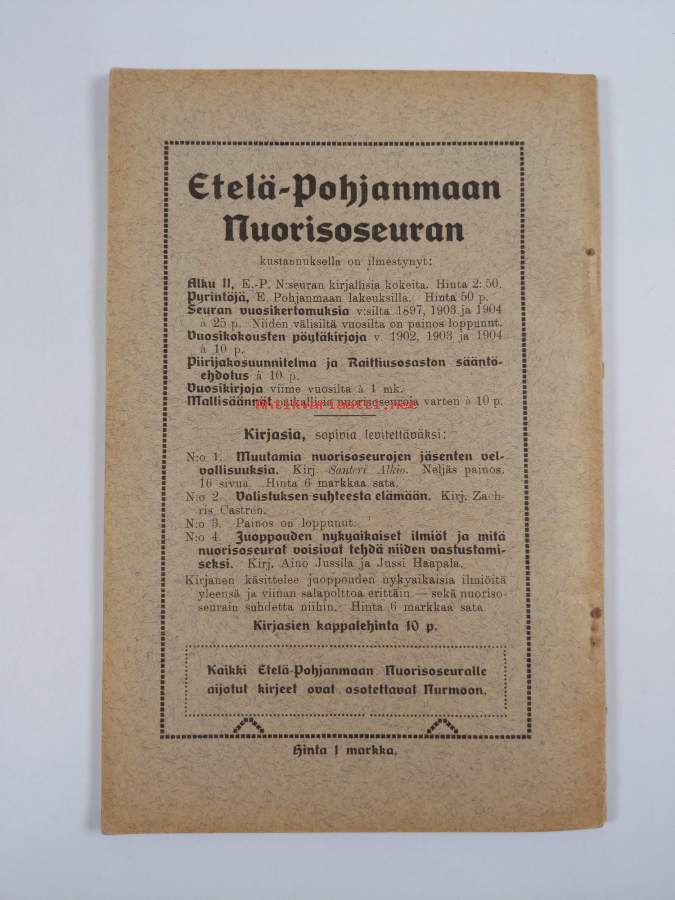 Etelä-Pohjanmaan
Nuorisoseuran
kustannuksella on ilmestynyt:
Alku II, E.-P. N:seuran kirjallisia kokeita. Hinta 2: 50.
Pyrintöjä, E. Pohjanmaan lakeuksilla. Hinta 50 p.
Seuran vuosikertomuksia v:silta 1897, 1903 ja 1904
à 25 p. Niiden välisiltä vuosilta on painos loppunut.
Vuosikokousten pöytäkirjoja v. 1902, 1903 ja 1904
à 10 p.
Piirijakosuunnitelma ja Raittiusosaston sääntö-
ehdotus à 10 p.
Vuosikirjoja viime vuosilta à 1 mk.
Mallisäännöt paikallisia nuorisoseuroja varten à 10 p.
Antikvariaatti.net
Kirjasia, sopivia levitettäväksi:
N:o 1. Muutamia nuorisoseurojen jäsenten vel-
vollisuuksia. Kirj. Santeri Alkio. Neljäs painos.
16 sivua. Hinta 6 markkaa sata.
N:o 2. Valistuksen suhteesta elämään. Kirj. Zach-
ris Castrén.
N:o 3. Painos on loppunut.
N:o 4. Juoppouden nykyaikaiset ilmiöt ja mitä
nuorisoseurat voisivat tehdä niiden vastustami-
seksi. Kirj. Aino Jussila ja Jussi Haapala.
Kirjanen käsittelee juoppouden nykyaikaisia ilmiöitä
yleensä ja viinan salapolttoa erittäin — sekä nuoriso-
seurain suhdetta niihin. Hinta 6 markkaa sata.
Kirjasien kappalehinta 10 p.
Kaikki Etelä-Pohjanmaan Nuorisoseuralle
aijotut kirjeet ovat osotettavat Nurmoon.
Hinta 1 markka.